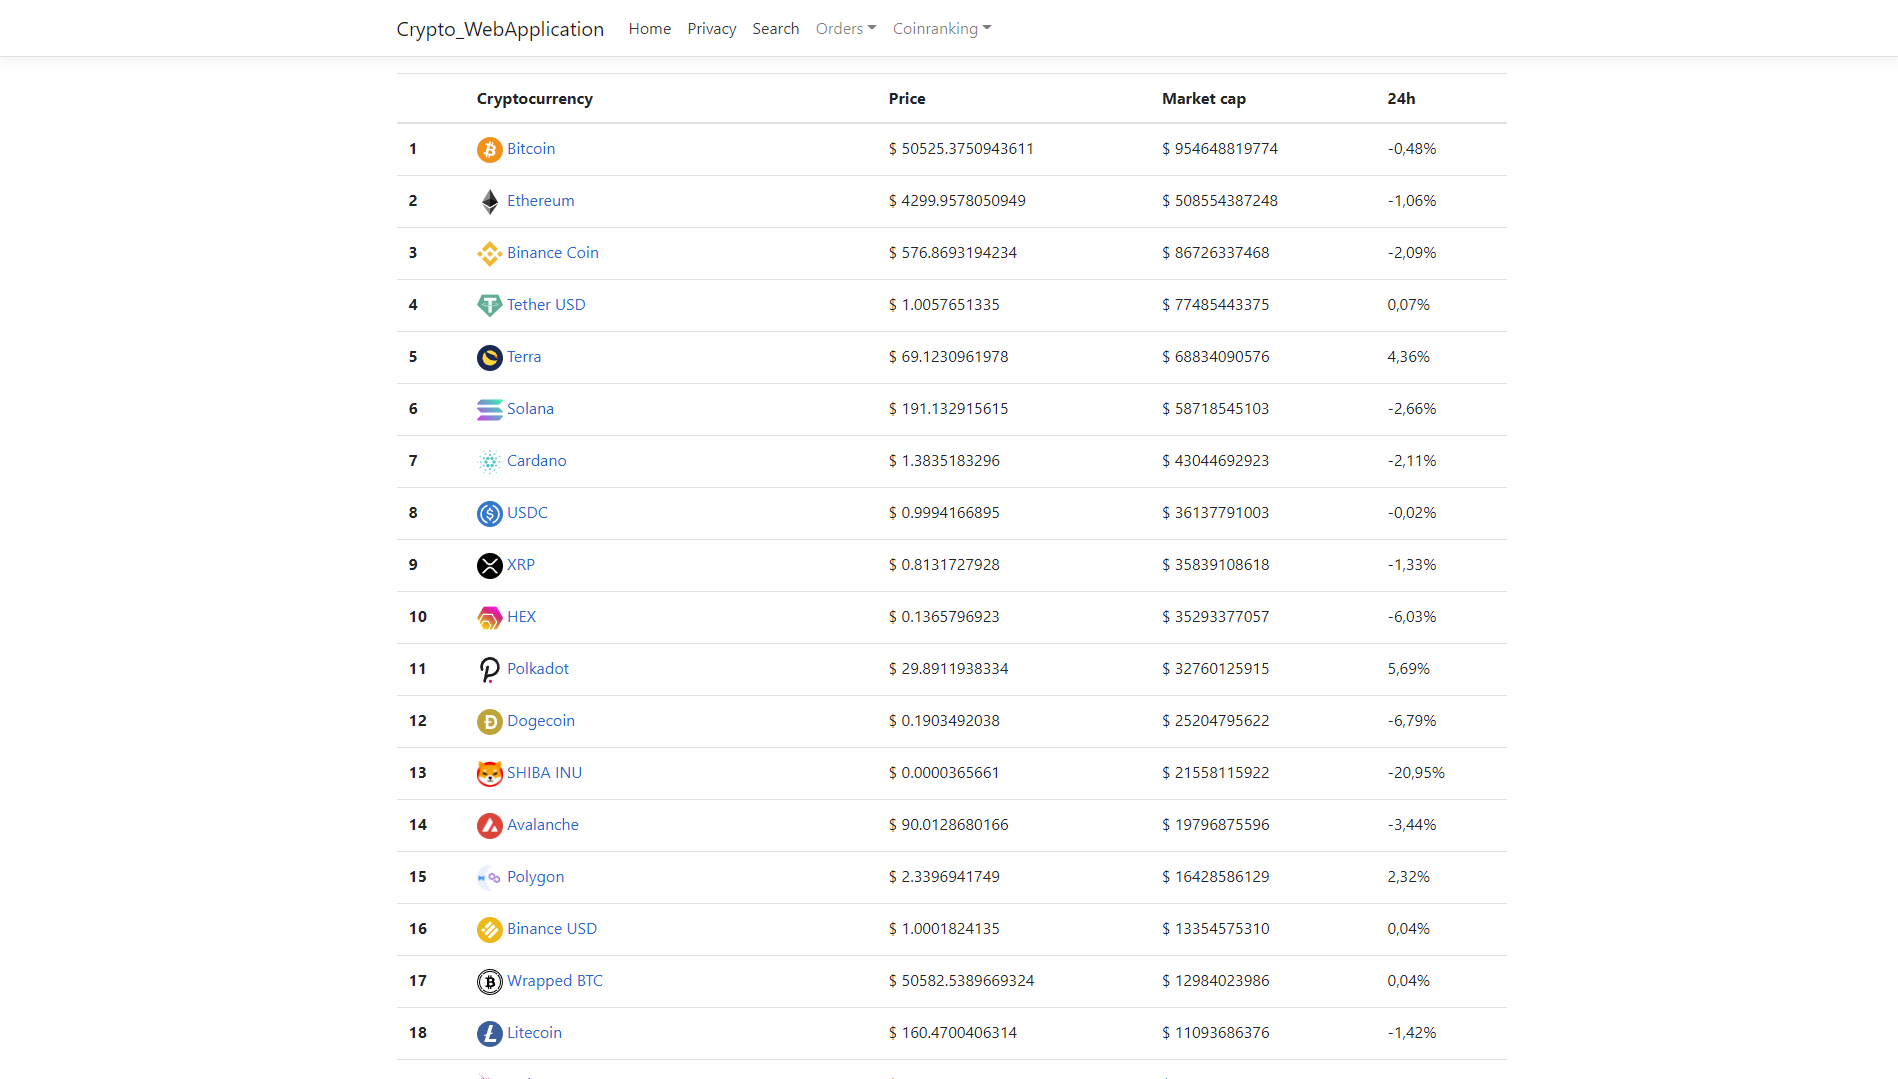 Crypto_WebApplication Home Privacy Search Orders Coinranking
Cryptocurrency Price Market cap 24h
1 Bitcoin $ 50525.3750943611 $ 954648819774 -0,48%
2 Ethereum $ 4299.9578050949 $ 508554387248 -1,06%
3 Binance Coin $ 576.8693194234 $ 86726337468 -2,09%
4 Tether USD $ 1.0057651335 $ 77485443375 0,07%
5 Terra $ 69.1230961978 $ 68834090576 4,36%
6 Solana $ 191.132915615 $ 58718545103 -2,66%
7 Cardano $ 1.3835183296 $ 43044692923 -2,11%
8 USDC $ 0.9994166895 $ 36137791003 -0,02%
9 XRP $ 0.8131727928 $ 35839108618 -1,33%
10 HEX $ 0.1365796923 $ 35293377057 -6,03%
11 Polkadot $ 29.8911938334 $ 32760125915 5,69%
12 Dogecoin $ 0.1903492038 $ 25204795622 -6,79%
13 SHIBA INU $ 0.0000365661 $ 21558115922 -20,95%
14 Avalanche $ 90.0128680166 $ 19796875596 -3,44%
15 Polygon $ 2.3396941749 $ 16428586129 2,32%
16 Binance USD $ 1.0001824135 $ 13354575310 0,04%
17 Wrapped BTC $ 50582.5389669324 $ 12984023986 0,04%
18 Litecoin $ 160.4700406314 $ 11093686376 -1,42%